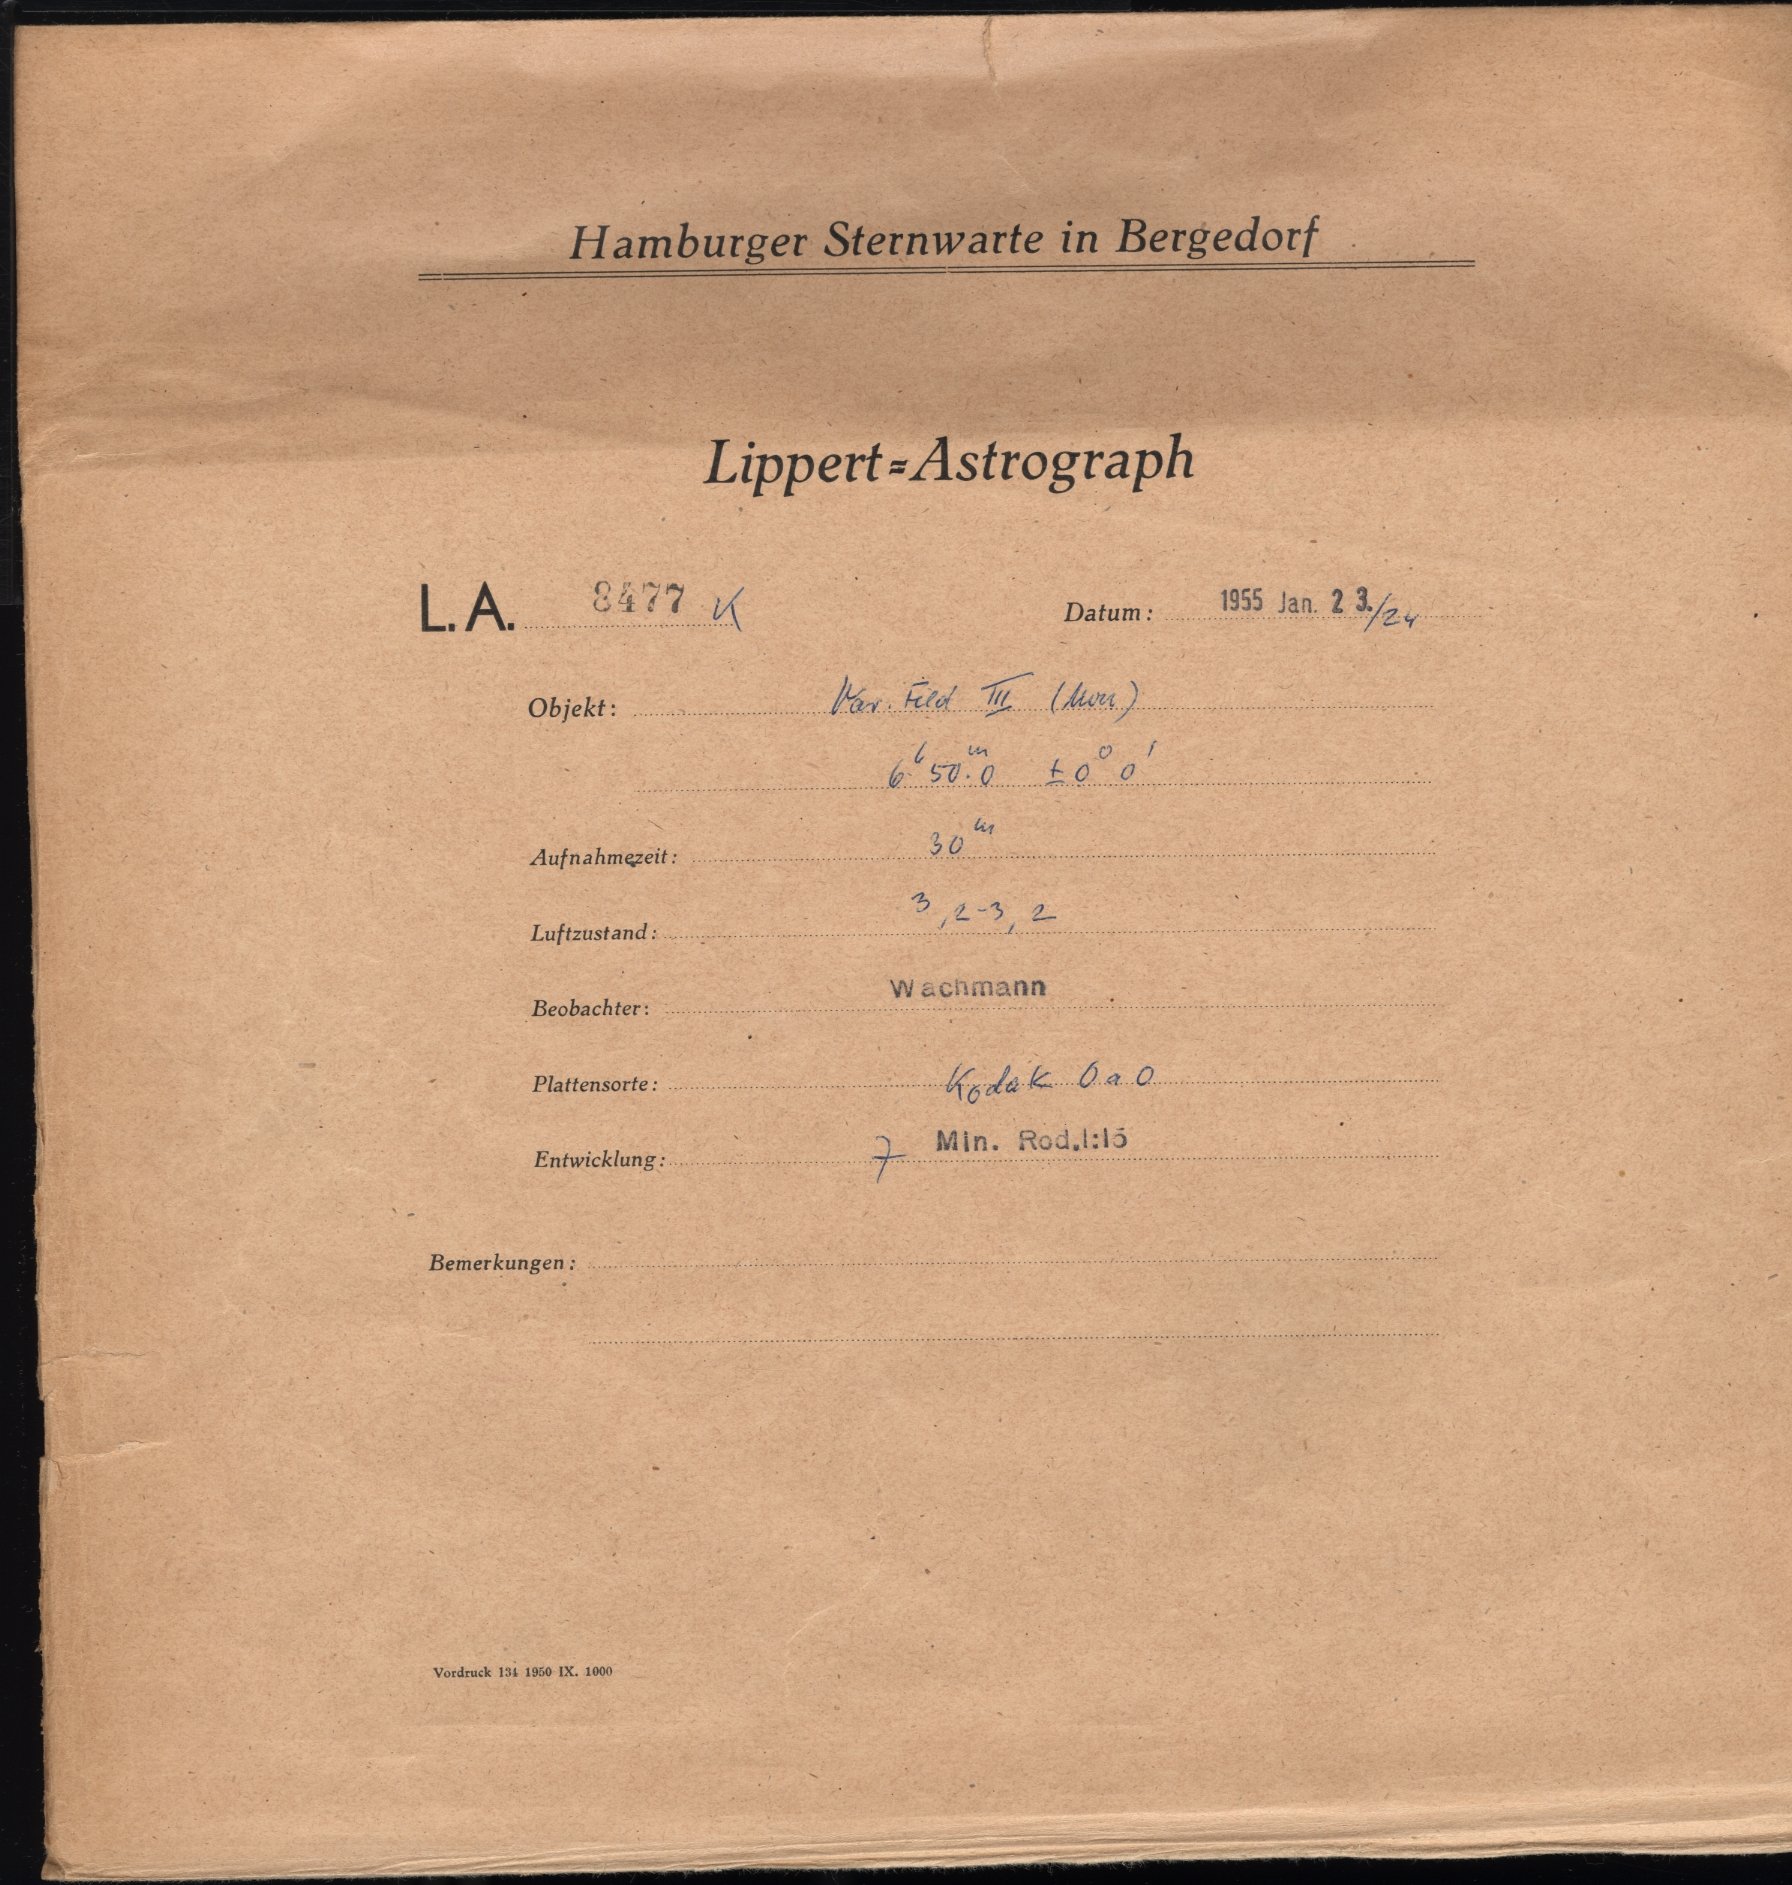 Hamburger Sternwarte in Bergedorf
Lippert=Astrograph
L.A. 8477 K Datum: 1955 Jan. 23./24
Objekt: Var. Feld III (Mon)
6ʰ 50ᵐ.0 ±0° 0'
Aufnahmezeit: 30ᵐ
Luftzustand: 3,2-3,2
Beobachter: Wachmann
Plattensorte: Kodak OaO
Entwicklung: 7 Min. Rod.1:15
Bemerkungen:
Vordruck 134 1950 IX. 1000